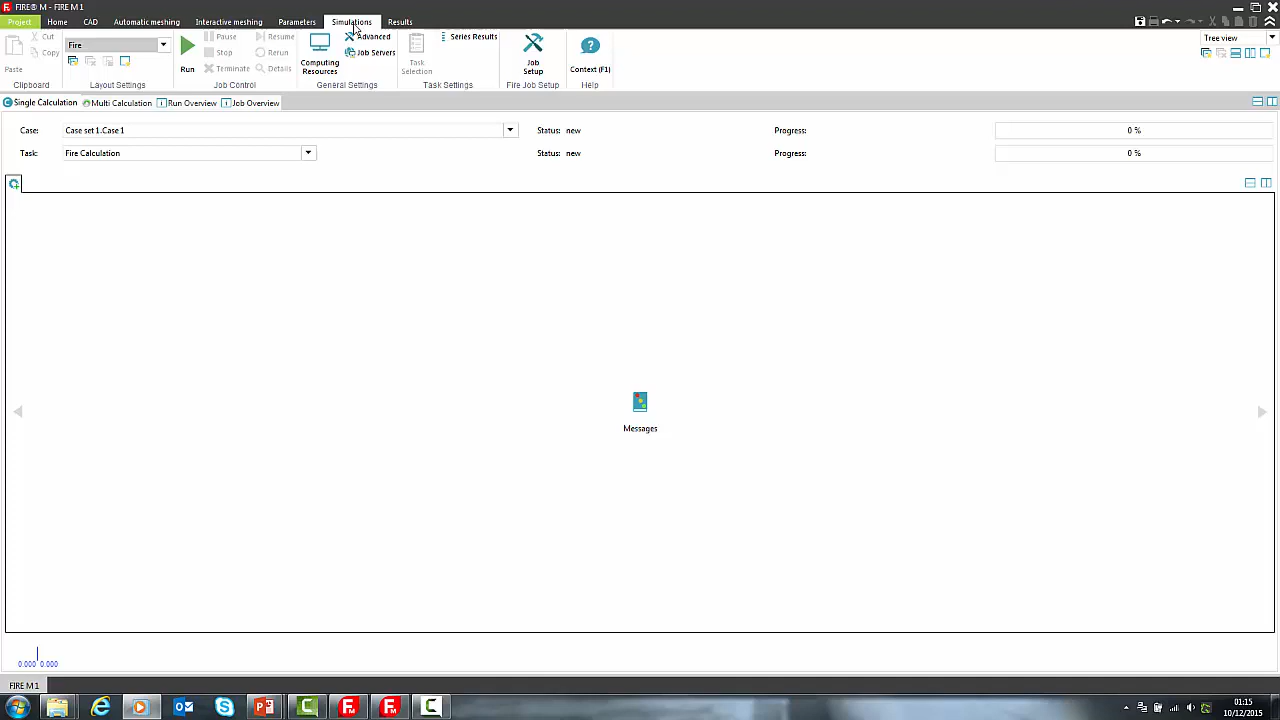 FIRE® M - FIRE M 1
Project Home CAD Automatic meshing Interactive meshing Parameters Simulations Results
Cut Fire Pause Resume Advanced Series Results Tree view
Copy Stop Rerun Job Servers
Paste Run Terminate Details Computing Resources Task Selection Job Setup Context (F1)
Clipboard Layout Settings Job Control General Settings Task Settings Fire Job Setup Help
Single Calculation Multi Calculation Run Overview Job Overview
Case: Case set 1.Case 1 Status: new Progress: 0 %
Task: Fire Calculation Status: new Progress: 0 %
Messages
0.000 0.000
FIRE M 1
01:15
10/12/2015